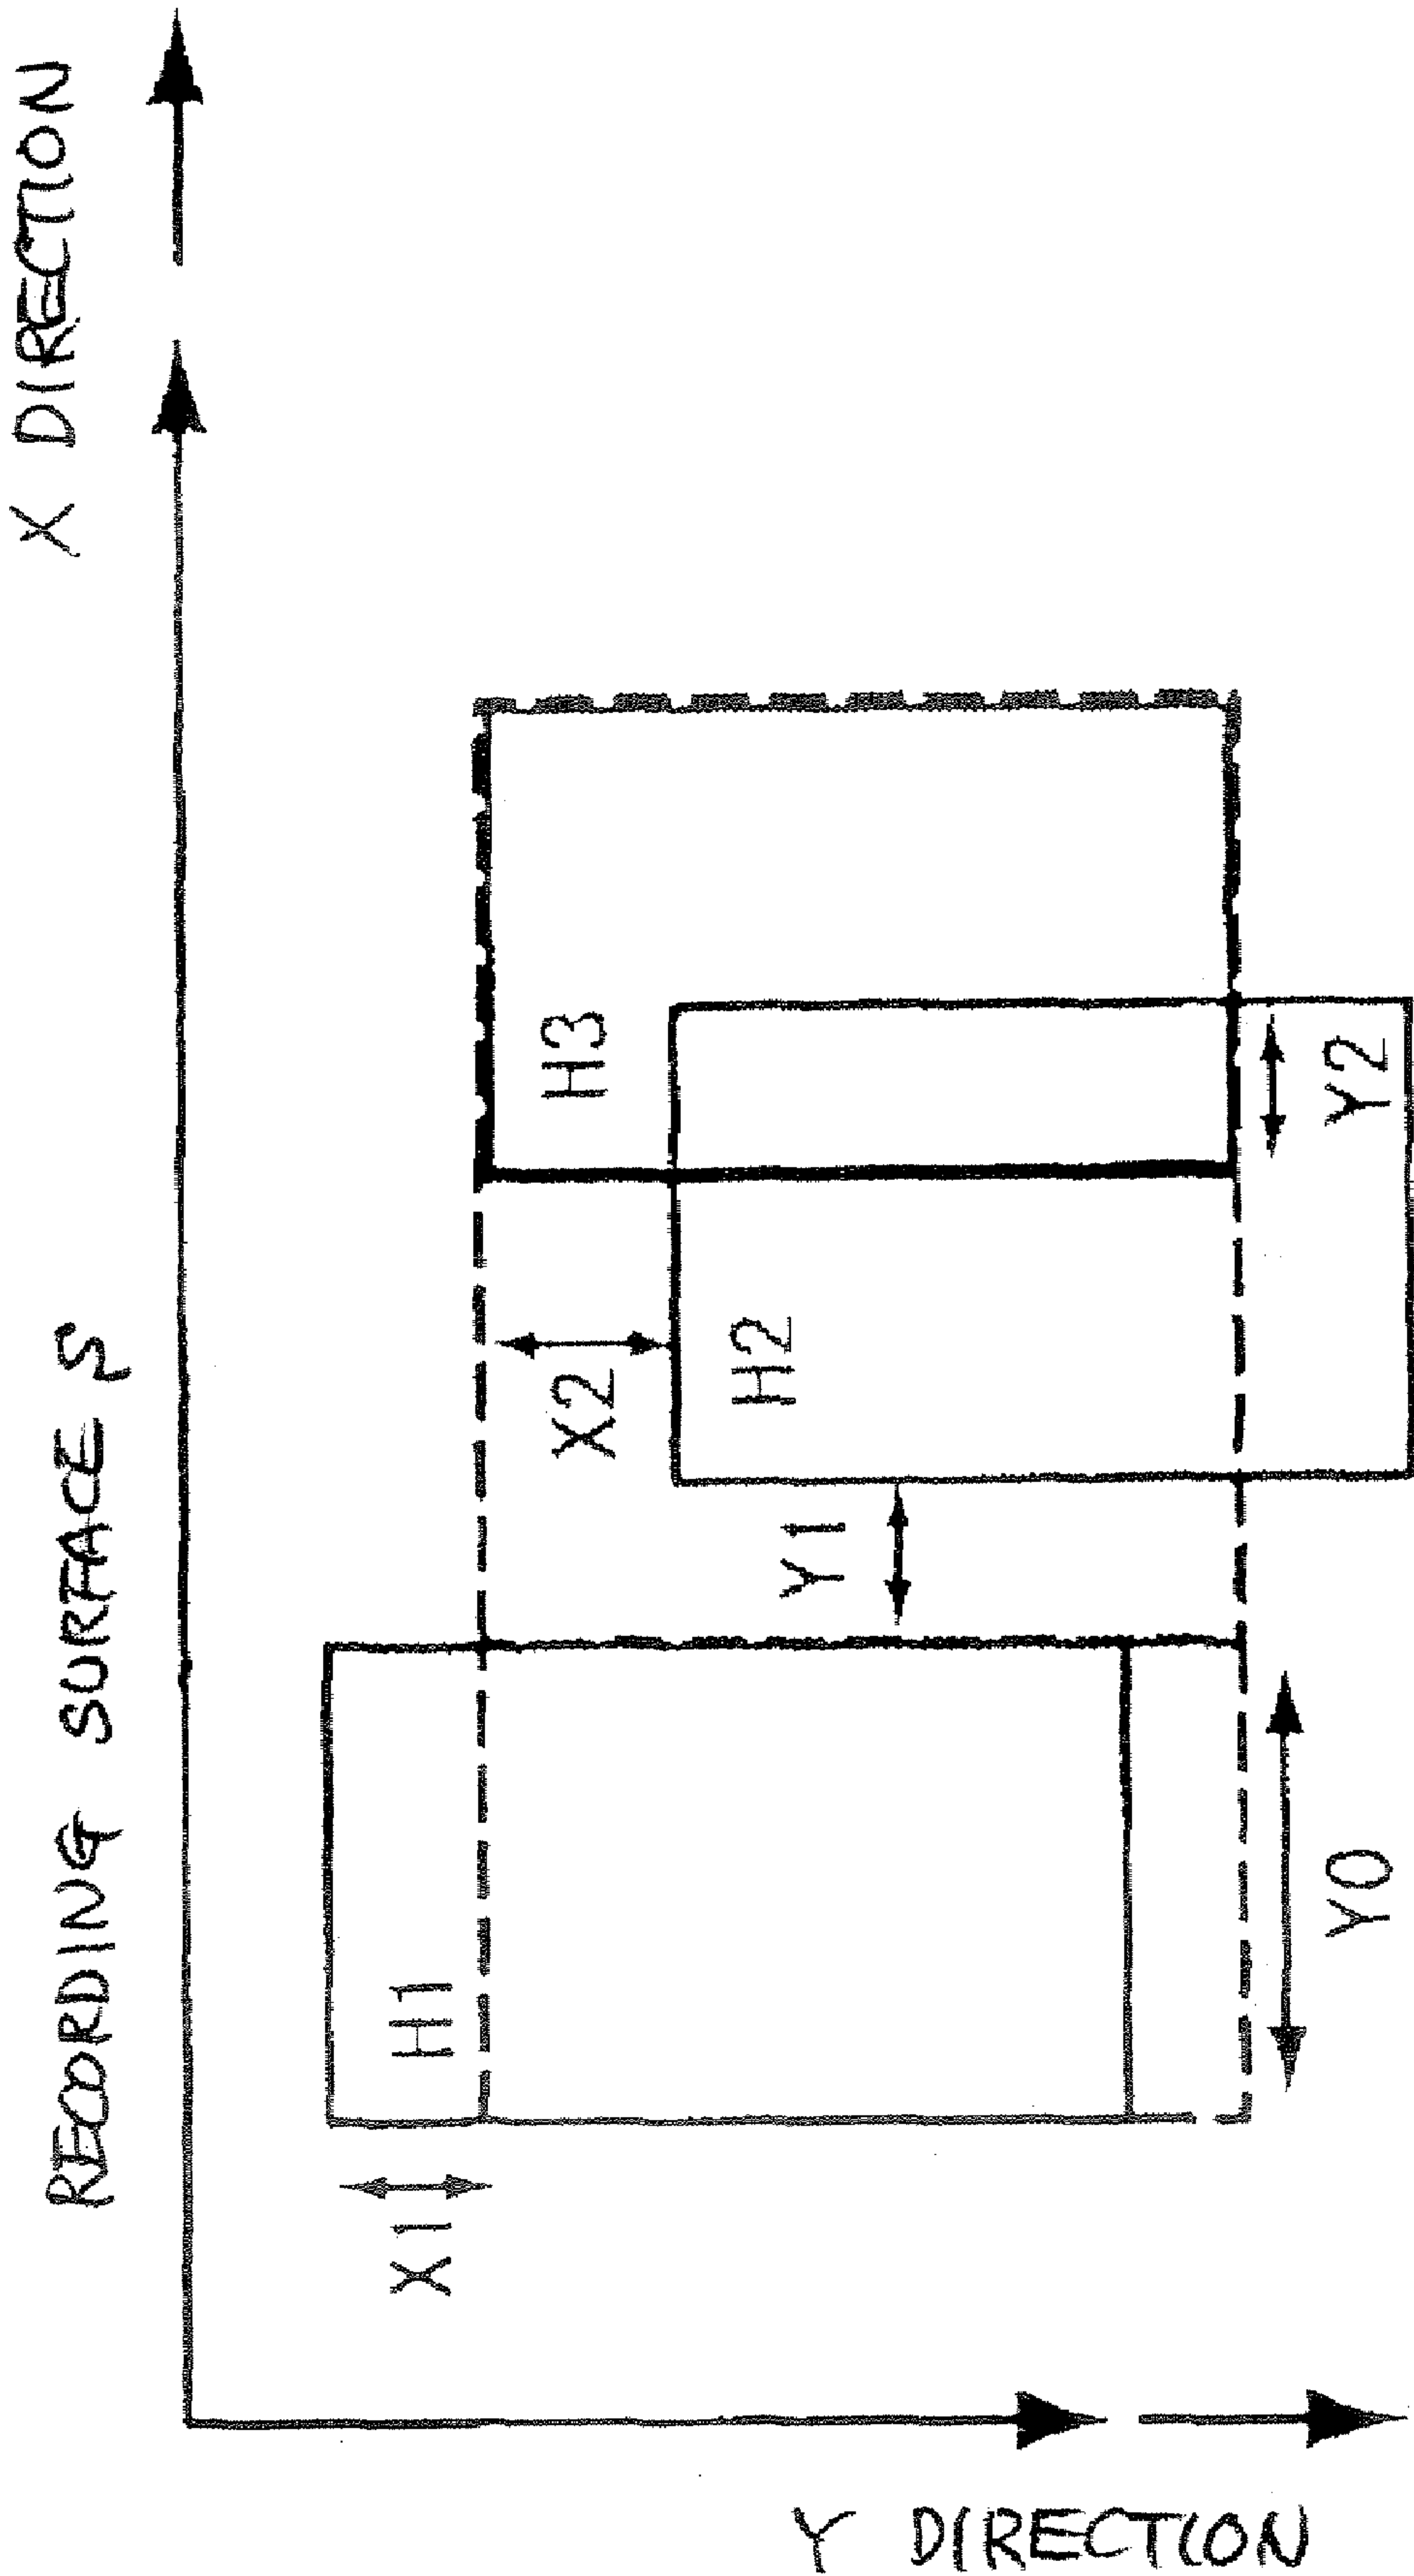 RECORDING SURFACE S
X DIRECTION
X1
H1
X2
H3
H2
Y1
Y0
Y2
Y DIRECTION